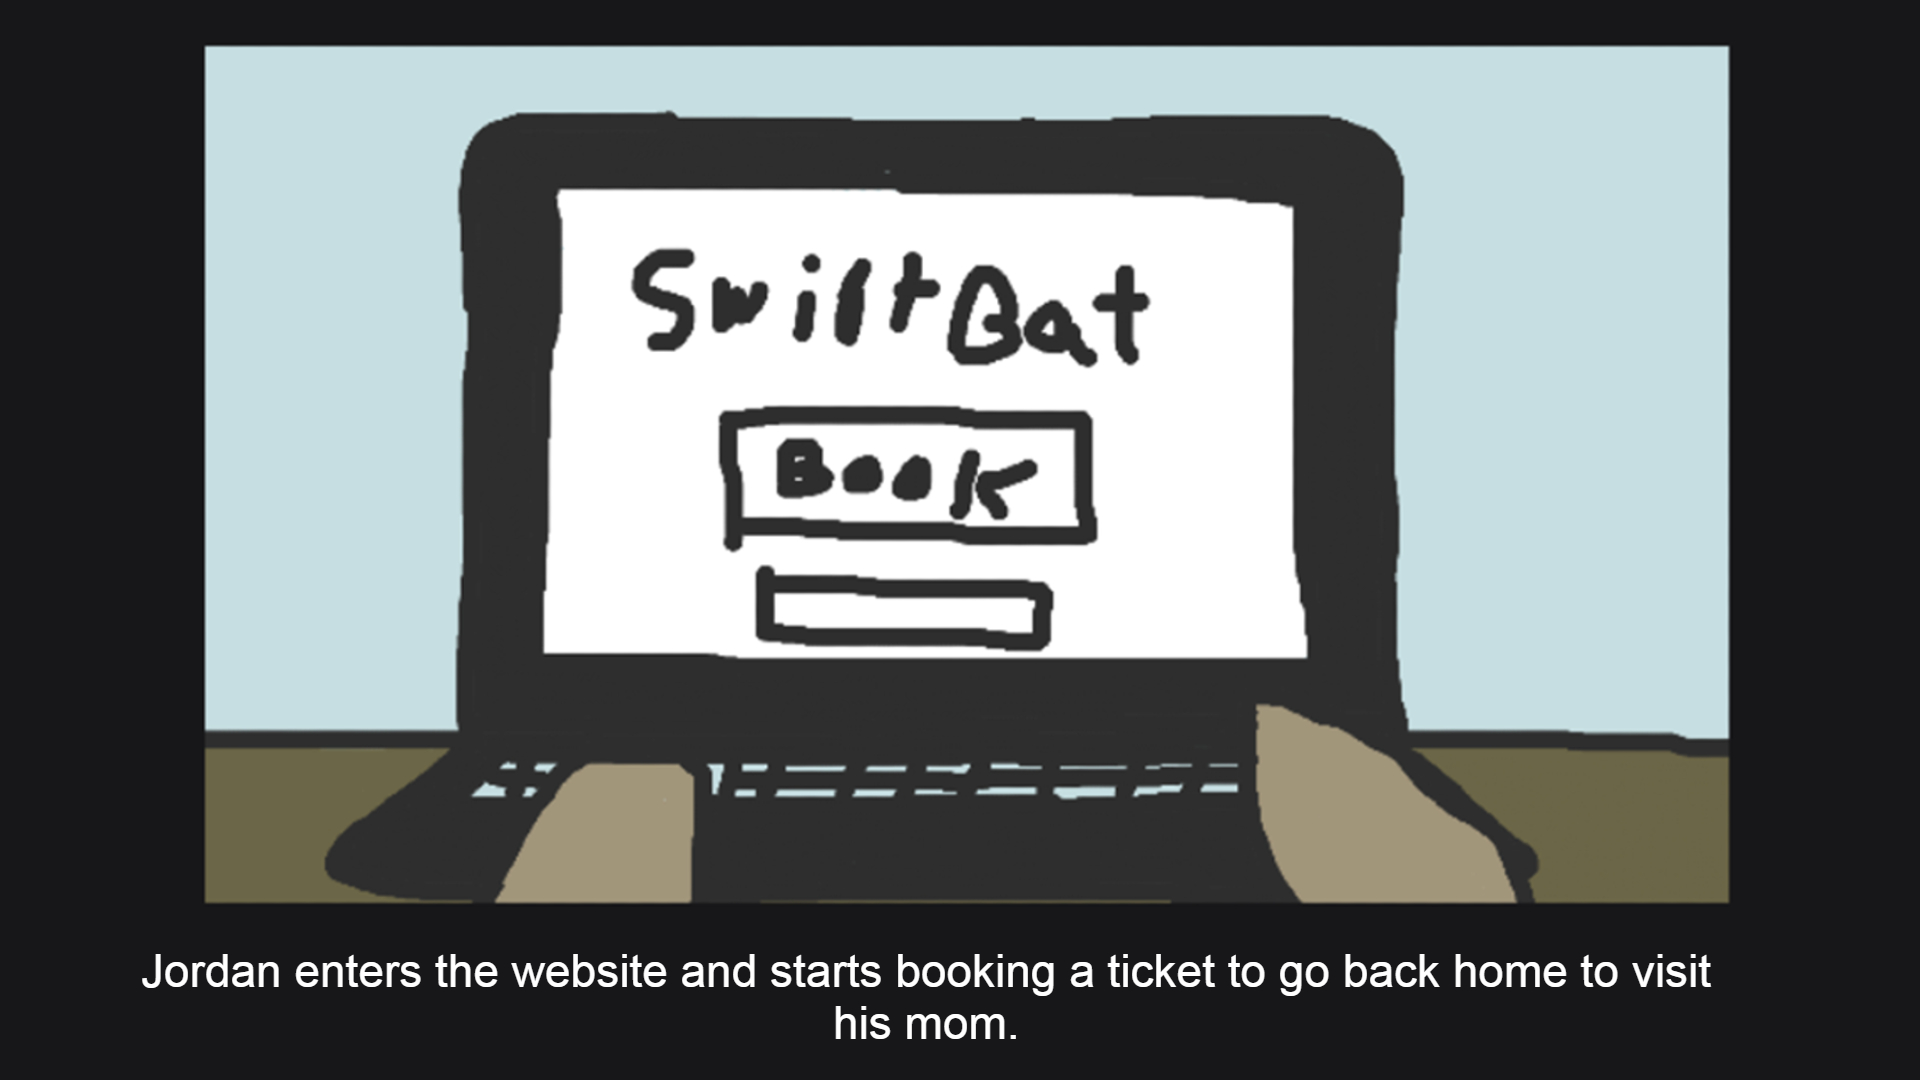 SwiftBat
Book
Jordan enters the website and starts booking a ticket to go back home to visit
his mom.